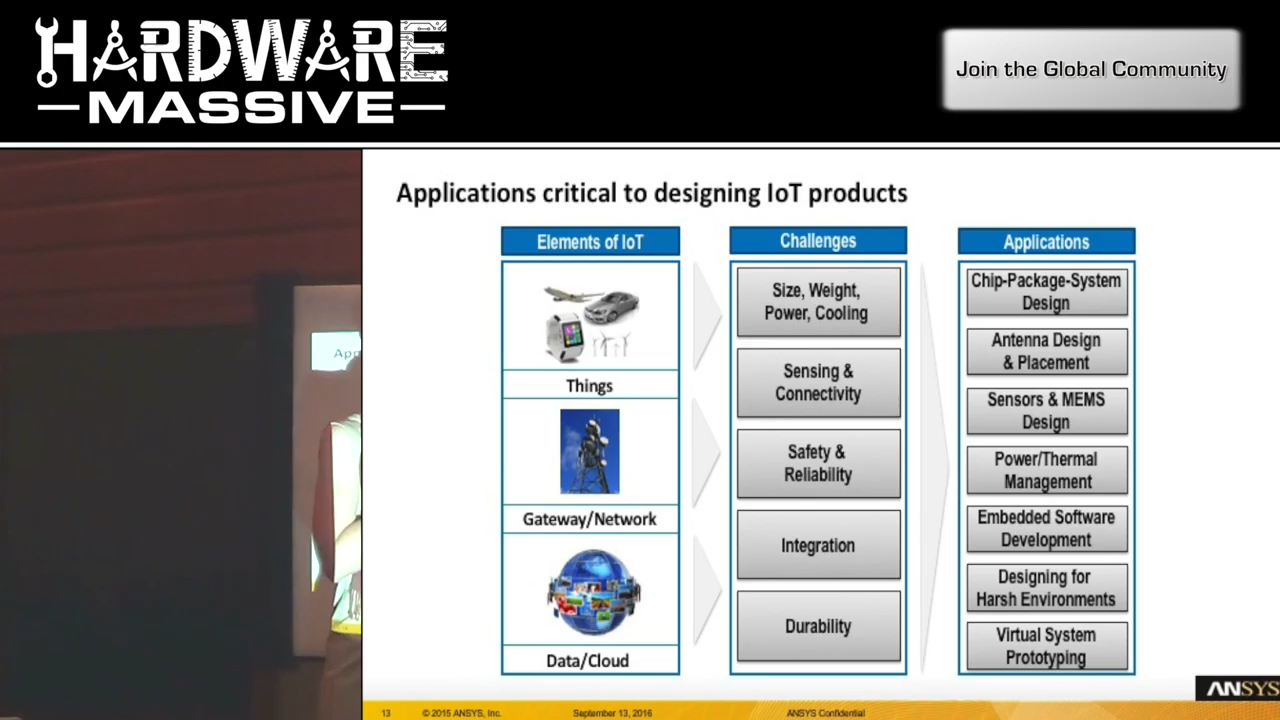 HARDWARE
MASSIVE
Join the Global Community
Applications critical to designing IoT products
Elements of IoT
Things
Gateway/Network
Data/Cloud
Challenges
Size, Weight,
Power, Cooling
Sensing &
Connectivity
Safety &
Reliability
Integration
Durability
Applications
Chip-Package-System
Design
Antenna Design
& Placement
Sensors & MEMS
Design
Power/Thermal
Management
Embedded Software
Development
Designing for
Harsh Environments
Virtual System
Prototyping
ANSYS
13
© 2015 ANSYS, Inc.
September 13, 2016
ANSYS Confidential